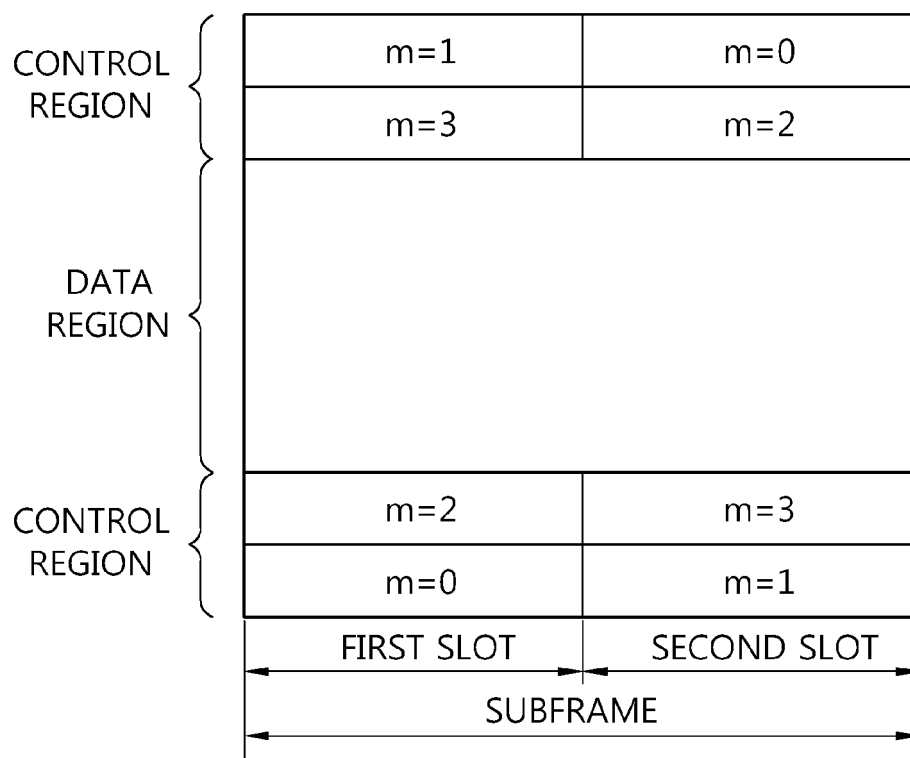 CONTROL
REGION
m=1
m=0
m=3
m=2
DATA
REGION
CONTROL
REGION
m=2
m=3
m=0
m=1
FIRST SLOT
SECOND SLOT
SUBFRAME